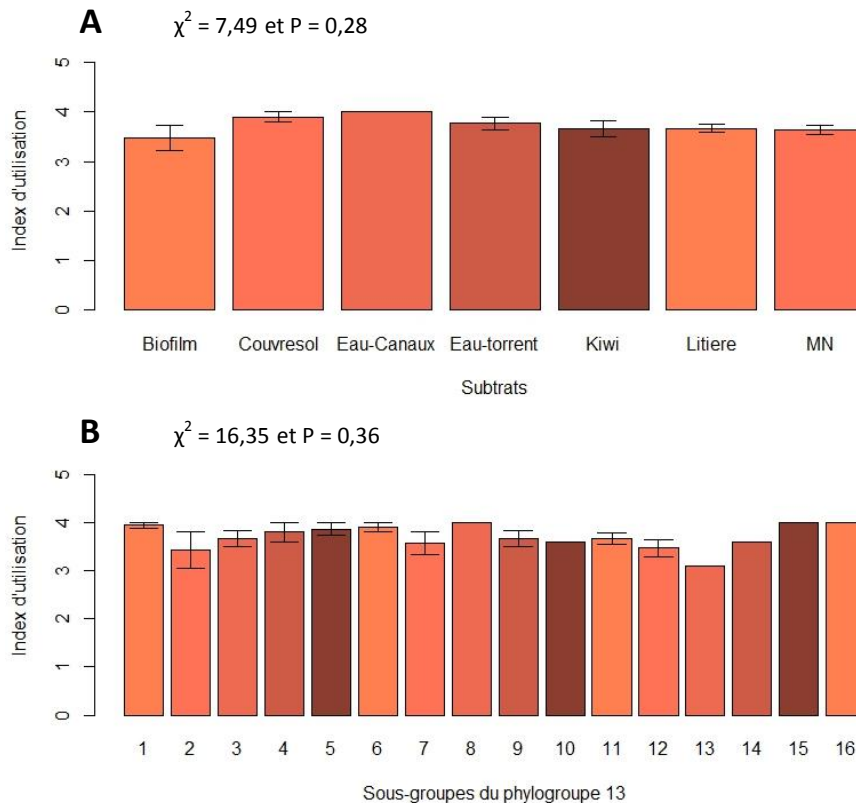 A
χ² = 7,49 et P = 0,28
Index d'utilisation
5
4
3
2
1
0
Biofilm Couvresol Eau-Canaux Eau-torrent Kiwi Litiere MN
Subtrats
B
χ² = 16,35 et P = 0,36
Index d'utilisation
5
4
3
2
1
0
1 2 3 4 5 6 7 8 9 10 11 12 13 14 15 16
Sous-groupes du phylogroupe 13